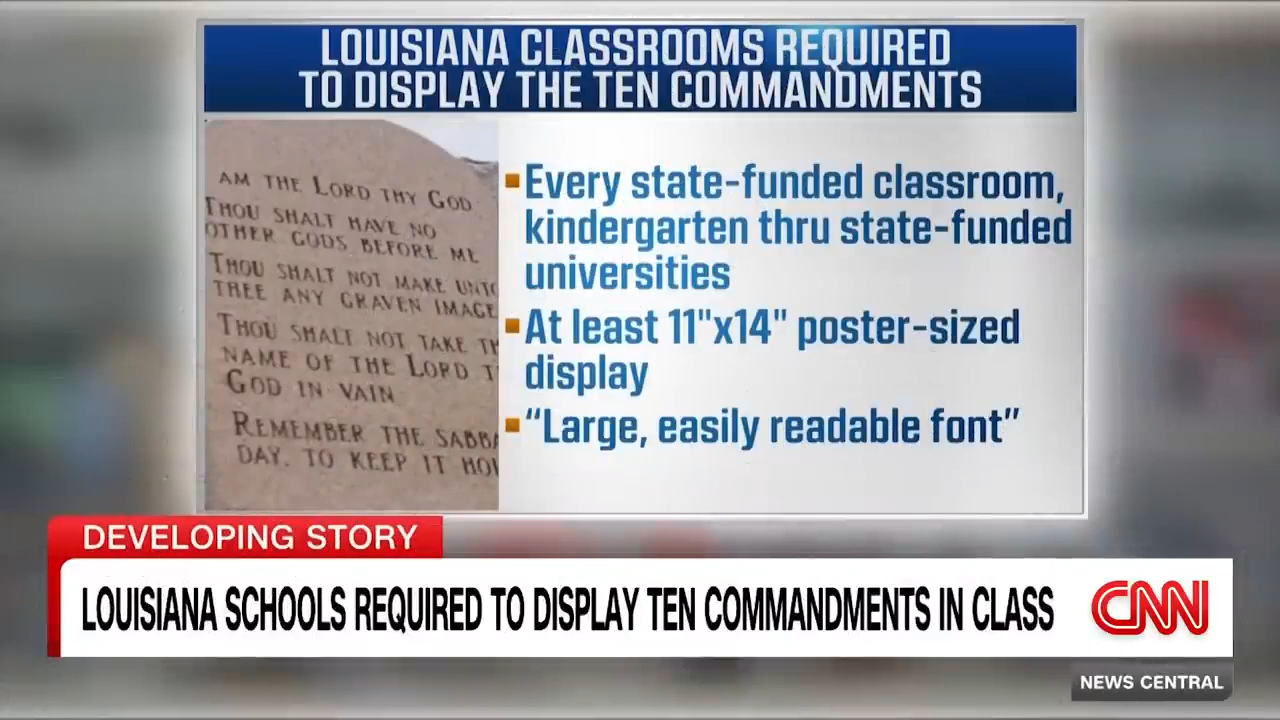 LOUISIANA CLASSROOMS REQUIRED
TO DISPLAY THE TEN COMMANDMENTS
AM THE LORD THY GOD
THOU SHALT HAVE NO
OTHER GODS BEFORE ME
THOU SHALT NOT MAKE UNTO
THEE ANY GRAVEN IMAGE
THOU SHALT NOT TAKE TH
NAME OF THE LORD T
GOD IN VAIN
REMEMBER THE SABBA
DAY, TO KEEP IT HOL
Every state-funded classroom,
kindergarten thru state-funded
universities
At least 11"x14" poster-sized
display
“Large, easily readable font”
DEVELOPING STORY
LOUISIANA SCHOOLS REQUIRED TO DISPLAY TEN COMMANDMENTS IN CLASS
CNN
NEWS CENTRAL